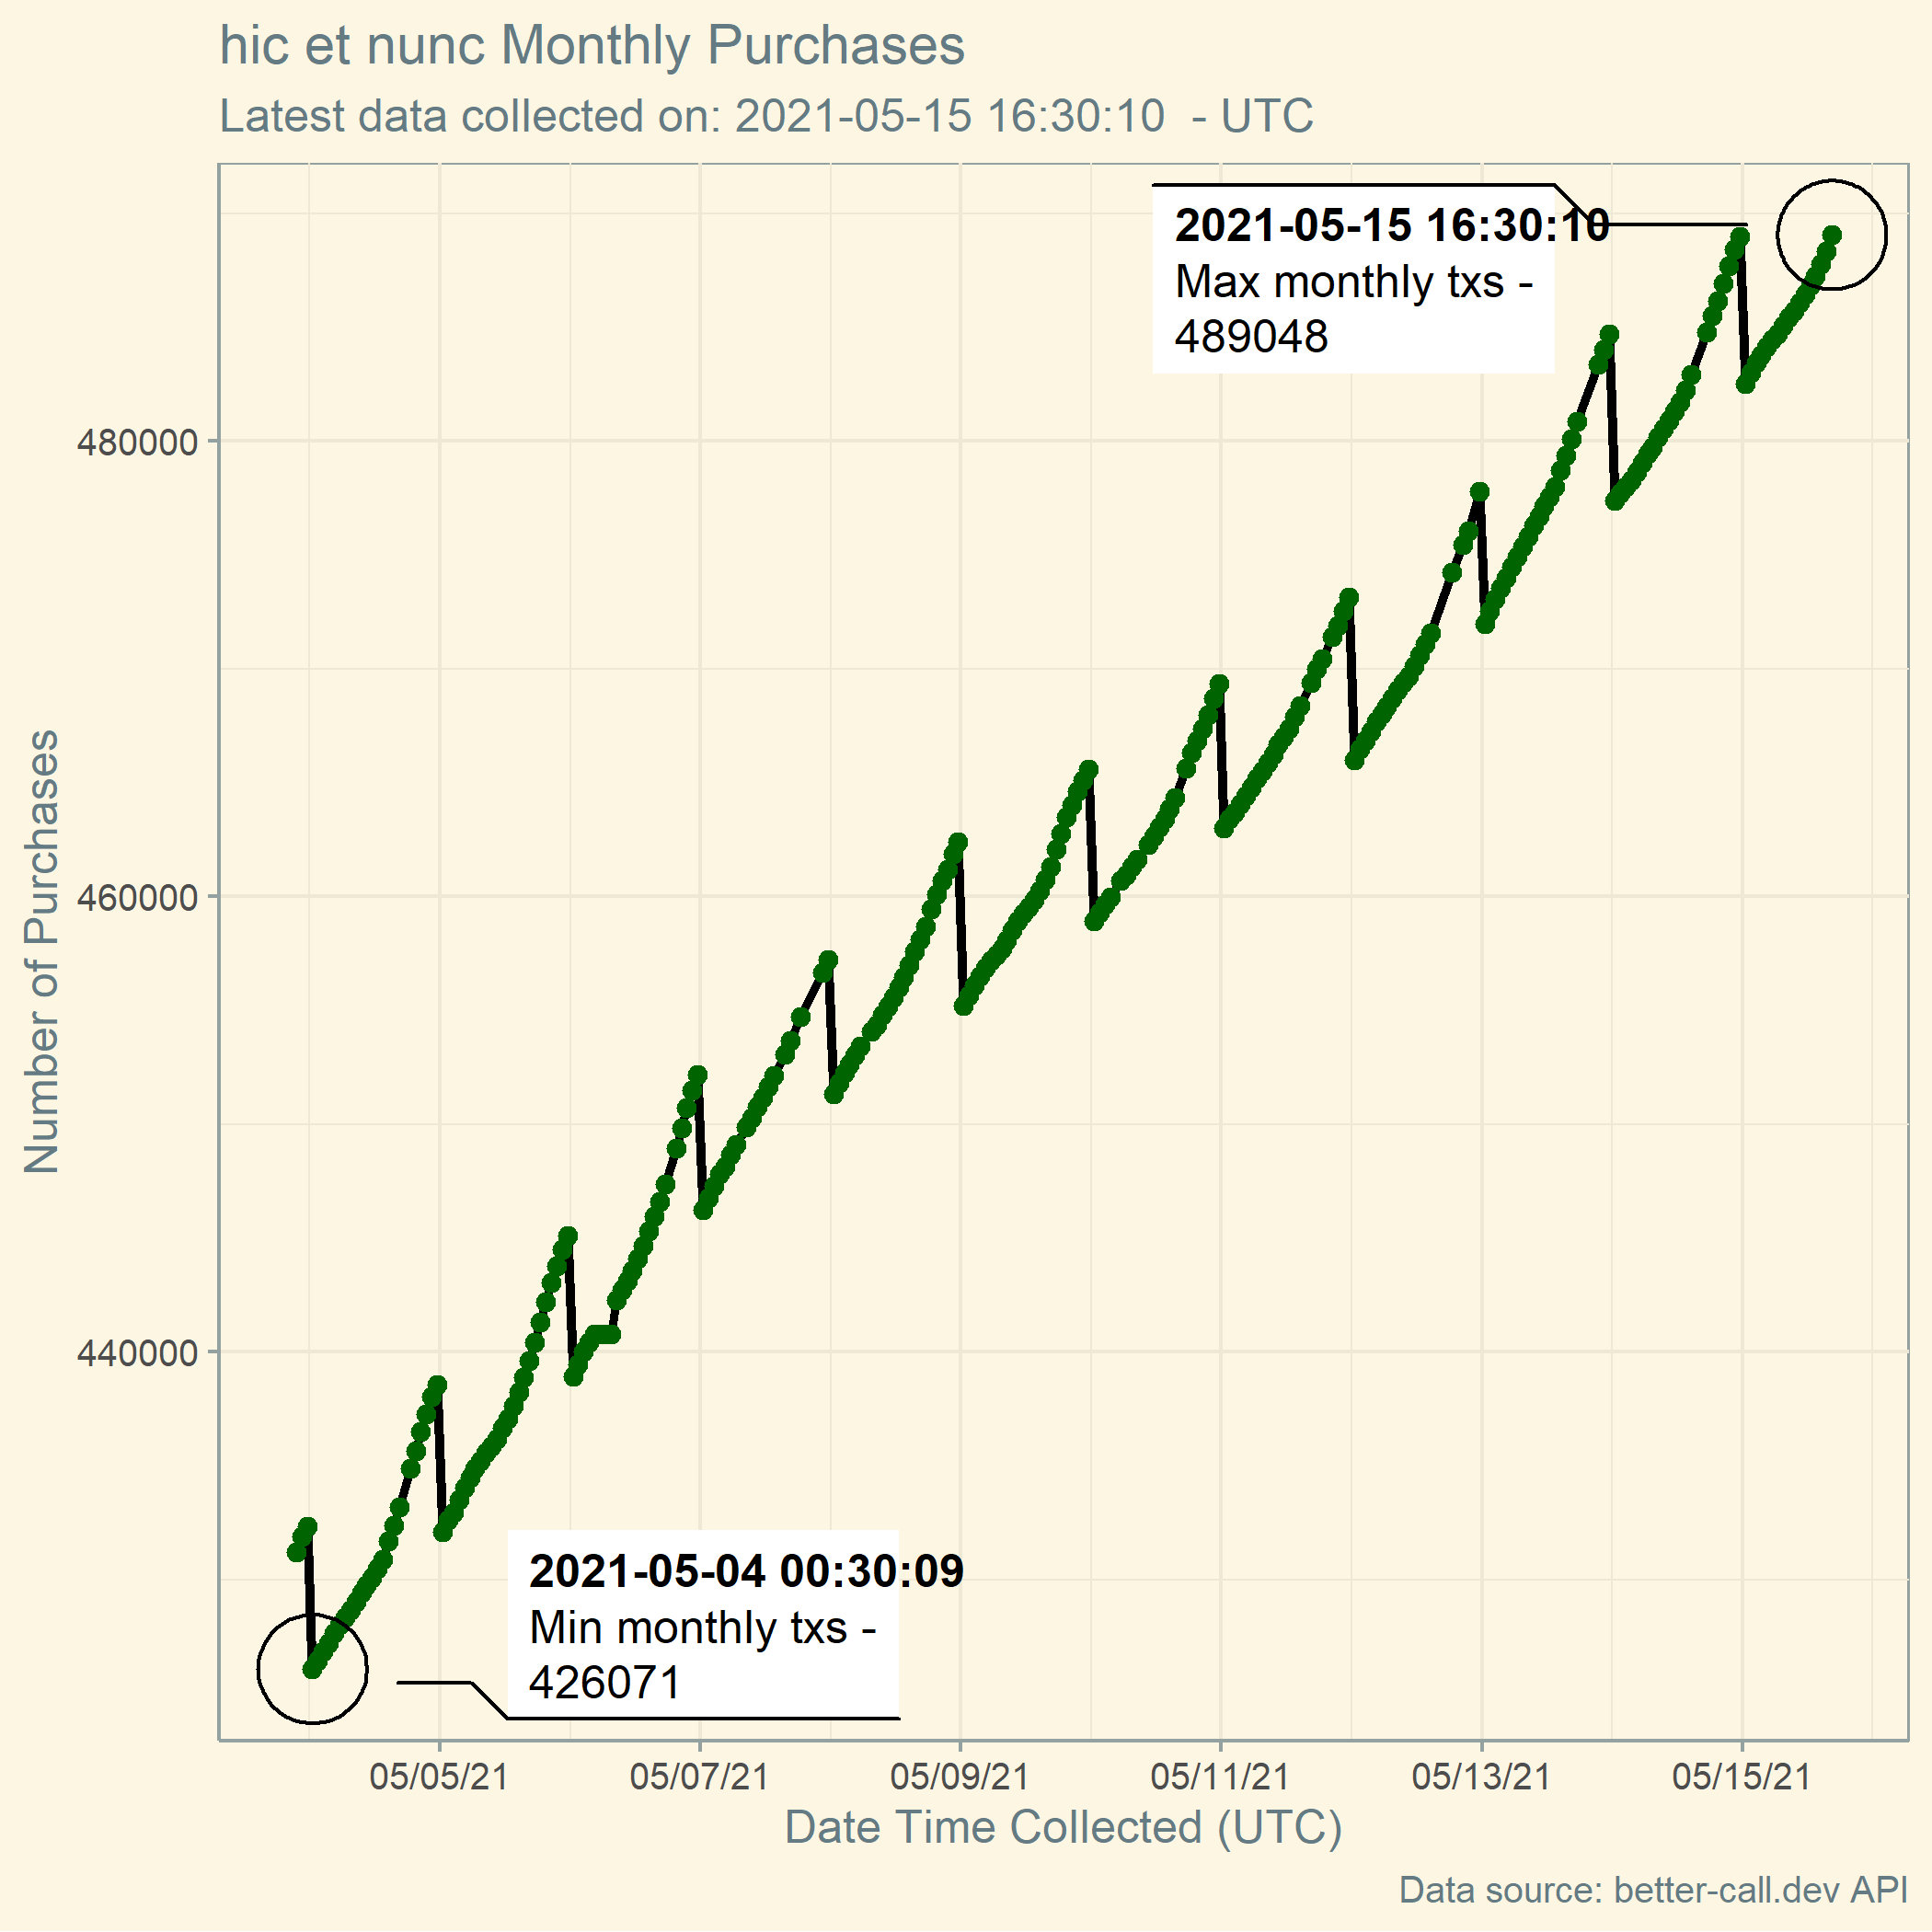 hic et nunc Monthly Purchases
Latest data collected on: 2021-05-15 16:30:10  - UTC
2021-05-15 16:30:10
Max monthly txs -
489048
480000
460000
440000
Number of Purchases
2021-05-04 00:30:09
Min monthly txs -
426071
05/05/21 05/07/21 05/09/21 05/11/21 05/13/21 05/15/21
Date Time Collected (UTC)
Data source: better-call.dev API